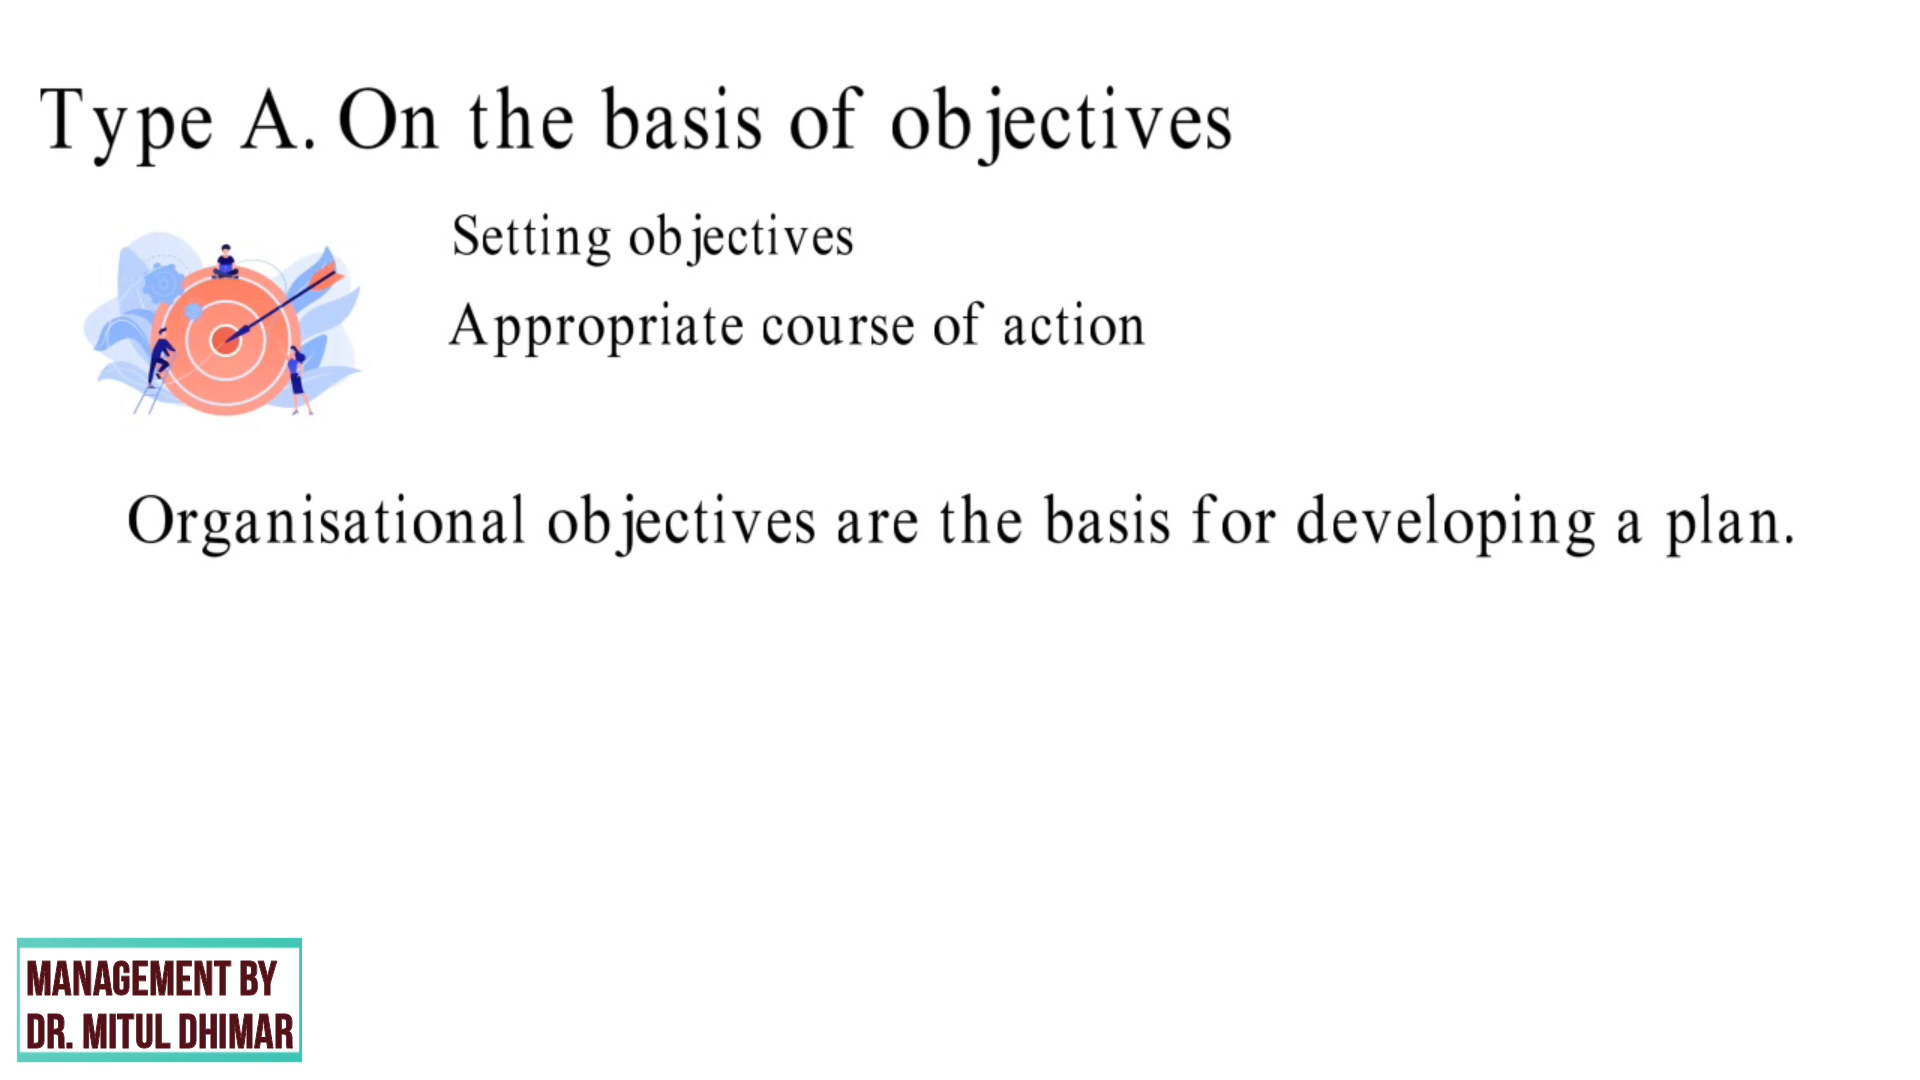 Type A. On the basis of objectives
Setting objectives
Appropriate course of action
Organisational objectives are the basis for developing a plan.
MANAGEMENT BY
DR. MITUL DHIMAR